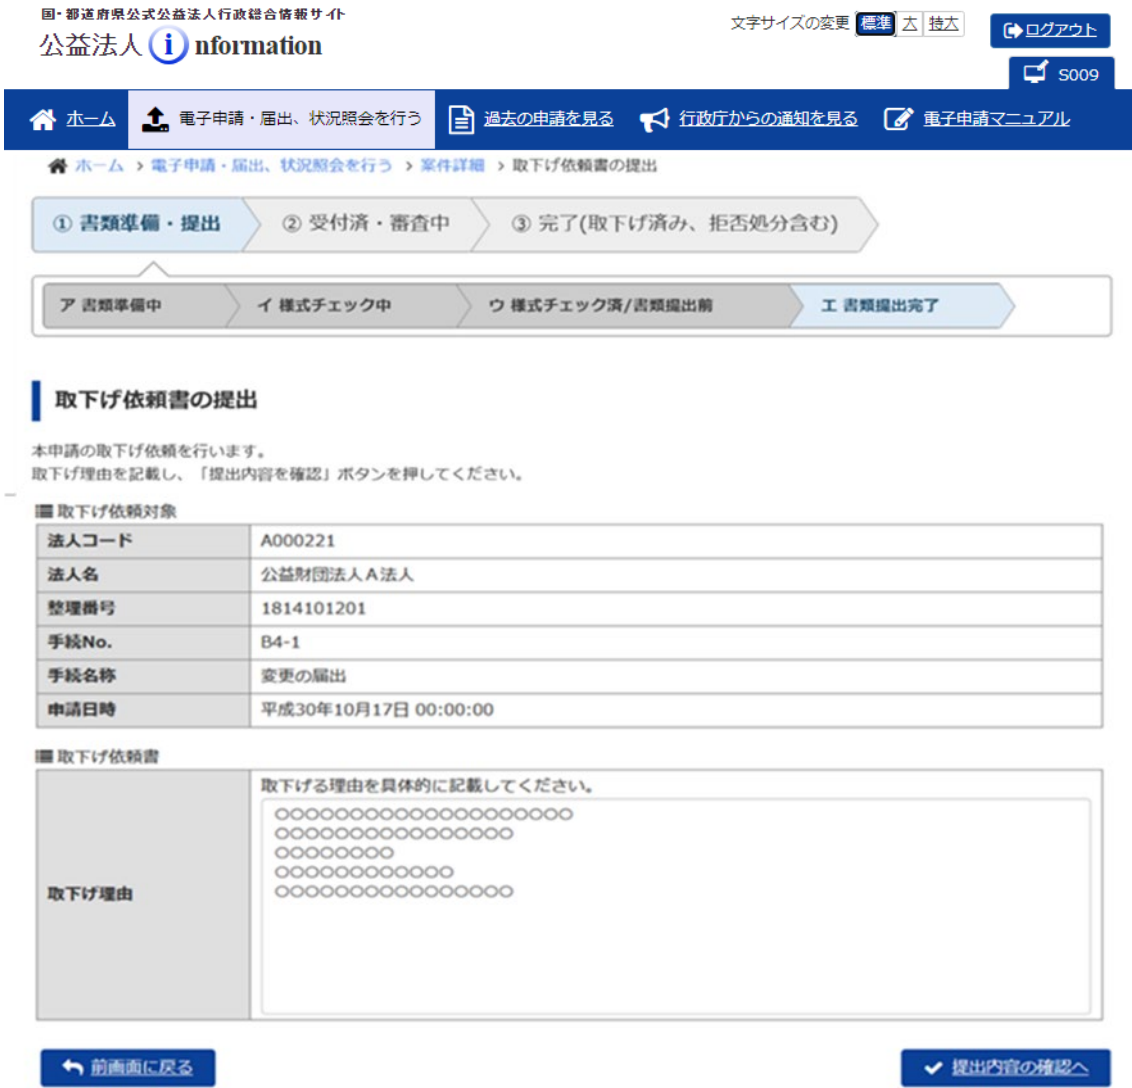 国・都道府県公式公益法人行政総合情報サイト
公益法人 information
文字サイズの変更 標準 大 特大
ログアウト
S009
ホーム 電子申請・届出、状況照会を行う 過去の申請を見る 行政庁からの通知を見る 電子申請マニュアル
ホーム > 電子申請・届出、状況照会を行う > 案件詳細 > 取下げ依頼書の提出
① 書類準備・提出 ② 受付済・審査中 ③ 完了(取下げ済み、拒否処分含む)
ア 書類準備中 イ 様式チェック中 ウ 様式チェック済/書類提出前 エ 書類提出完了
取下げ依頼書の提出
本申請の取下げ依頼を行います。
取下げ理由を記載し、「提出内容を確認」ボタンを押してください。
取下げ依頼対象
法人コード A000221
法人名 公益財団法人A法人
整理番号 1814101201
手続No. B4-1
手続名称 変更の届出
申請日時 平成30年10月17日 00:00:00
取下げ依頼書
取下げる理由を具体的に記載してください。
○○○○○○○○○○○○○○○○○○○○
○○○○○○○○○○○○○○○○
○○○○○○○○
○○○○○○○○○○○○
○○○○○○○○○○○○○○○○
取下げ理由
前画面に戻る
提出内容の確認へ